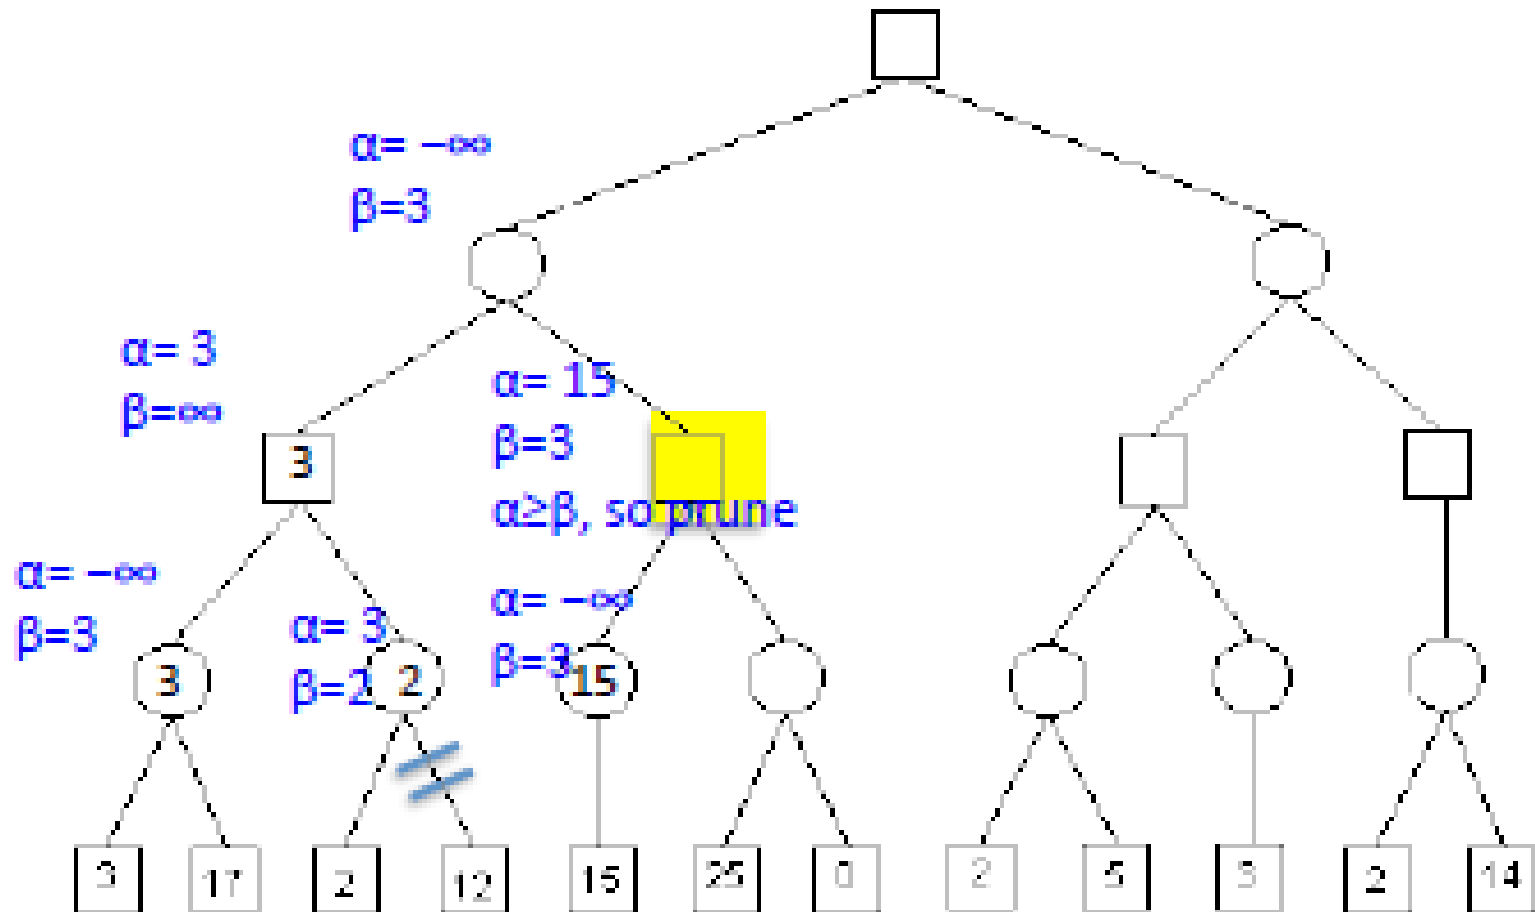 α= −∞
β=3
α= 3
β=∞
α= 15
β=3
α≥β, so prune
3
α= −∞
β=3
α= 3
β=2
α= −∞
β=3
3
2
15
3 17 2 12 15 25 0 2 5 3 2 14